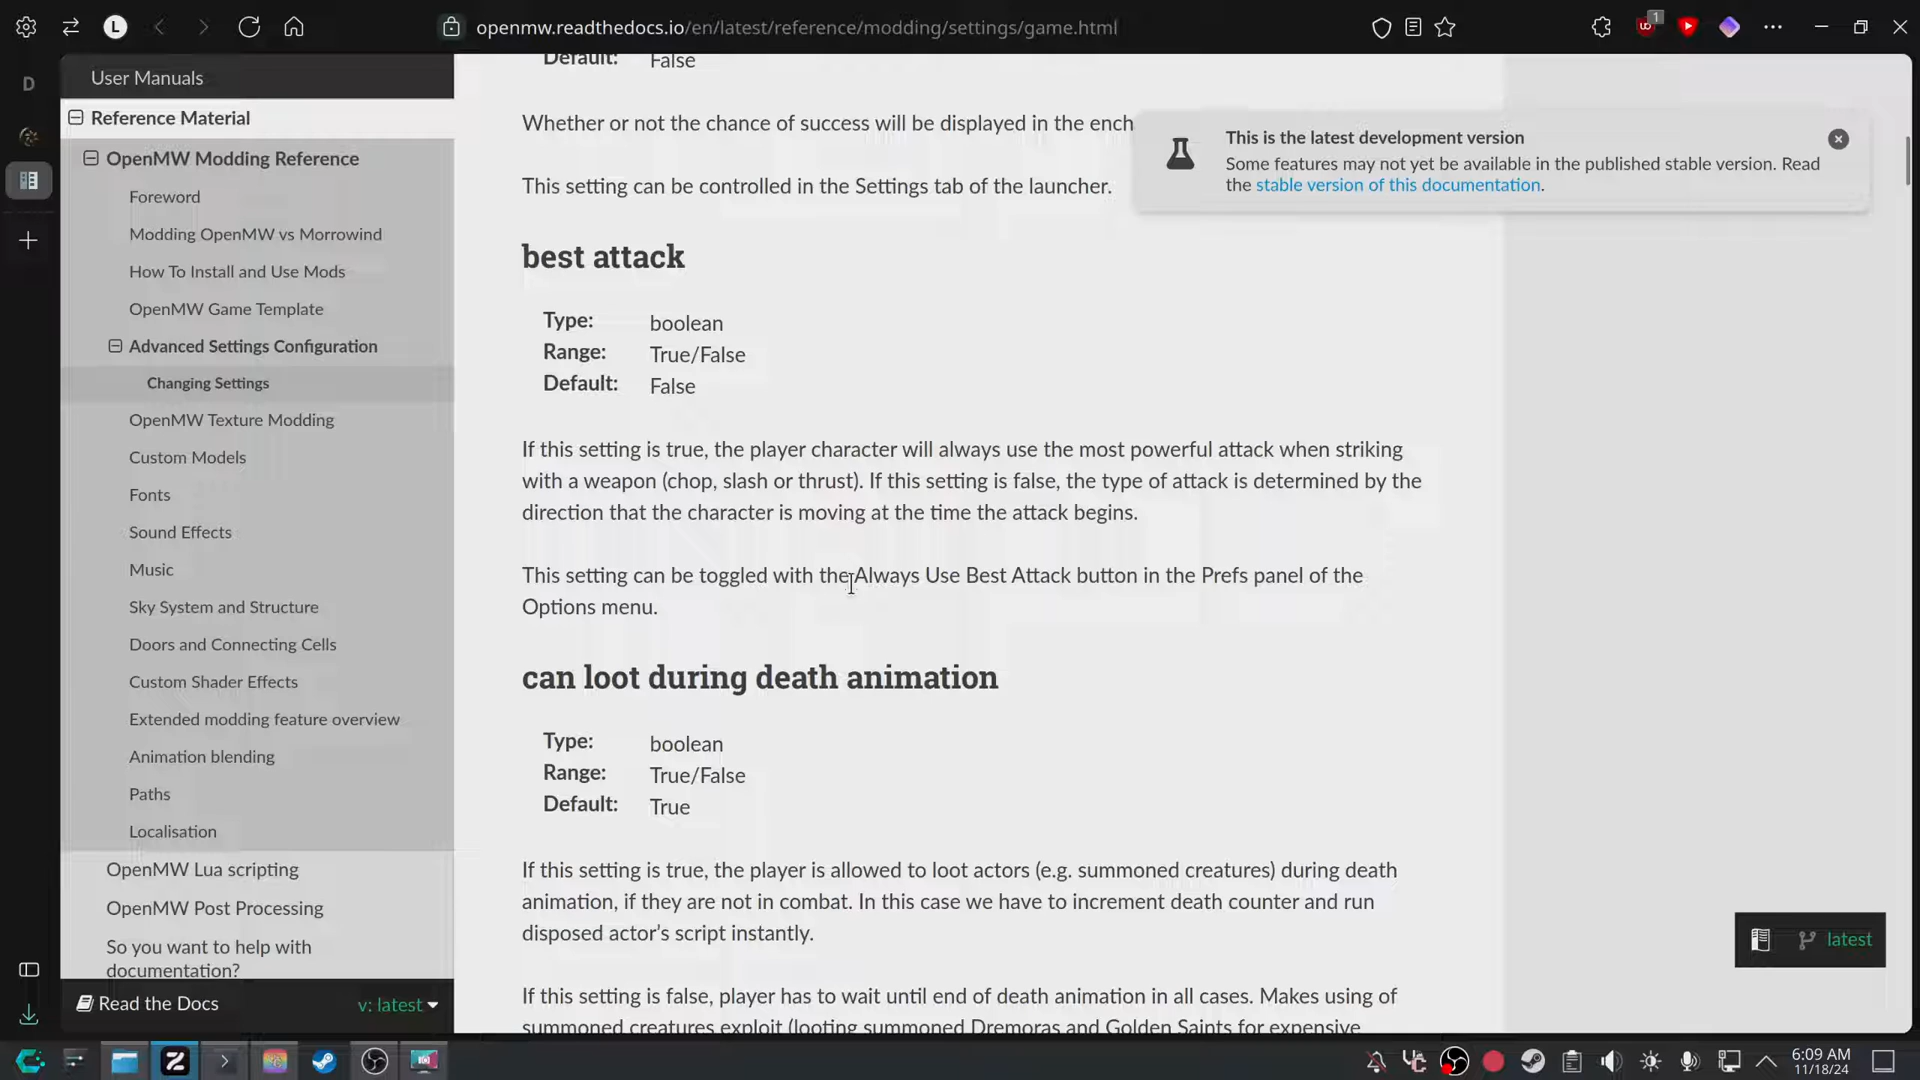 L
openmw.readthedocs.io/en/latest/reference/modding/settings/game.html
1
D
User Manuals
Reference Material
OpenMW Modding Reference
Foreword
Modding OpenMW vs Morrowind
How To Install and Use Mods
OpenMW Game Template
Advanced Settings Configuration
Changing Settings
OpenMW Texture Modding
Custom Models
Fonts
Sound Effects
Music
Sky System and Structure
Doors and Connecting Cells
Custom Shader Effects
Extended modding feature overview
Animation blending
Paths
Localisation
OpenMW Lua scripting
OpenMW Post Processing
So you want to help with
documentation?
Read the Docs
v: latest
Default: False
Whether or not the chance of success will be displayed in the ench
This setting can be controlled in the Settings tab of the launcher.
This is the latest development version
Some features may not yet be available in the published stable version. Read
the stable version of this documentation.
best attack
Type: boolean
Range: True/False
Default: False
If this setting is true, the player character will always use the most powerful attack when striking
with a weapon (chop, slash or thrust). If this setting is false, the type of attack is determined by the
direction that the character is moving at the time the attack begins.
This setting can be toggled with the Always Use Best Attack button in the Prefs panel of the
Options menu.
can loot during death animation
Type: boolean
Range: True/False
Default: True
If this setting is true, the player is allowed to loot actors (e.g. summoned creatures) during death
animation, if they are not in combat. In this case we have to increment death counter and run
disposed actor's script instantly.
If this setting is false, player has to wait until end of death animation in all cases. Makes using of
summoned creatures exploit (looting summoned Dremoras and Golden Saints for expensive
latest
6:09 AM
11/18/24